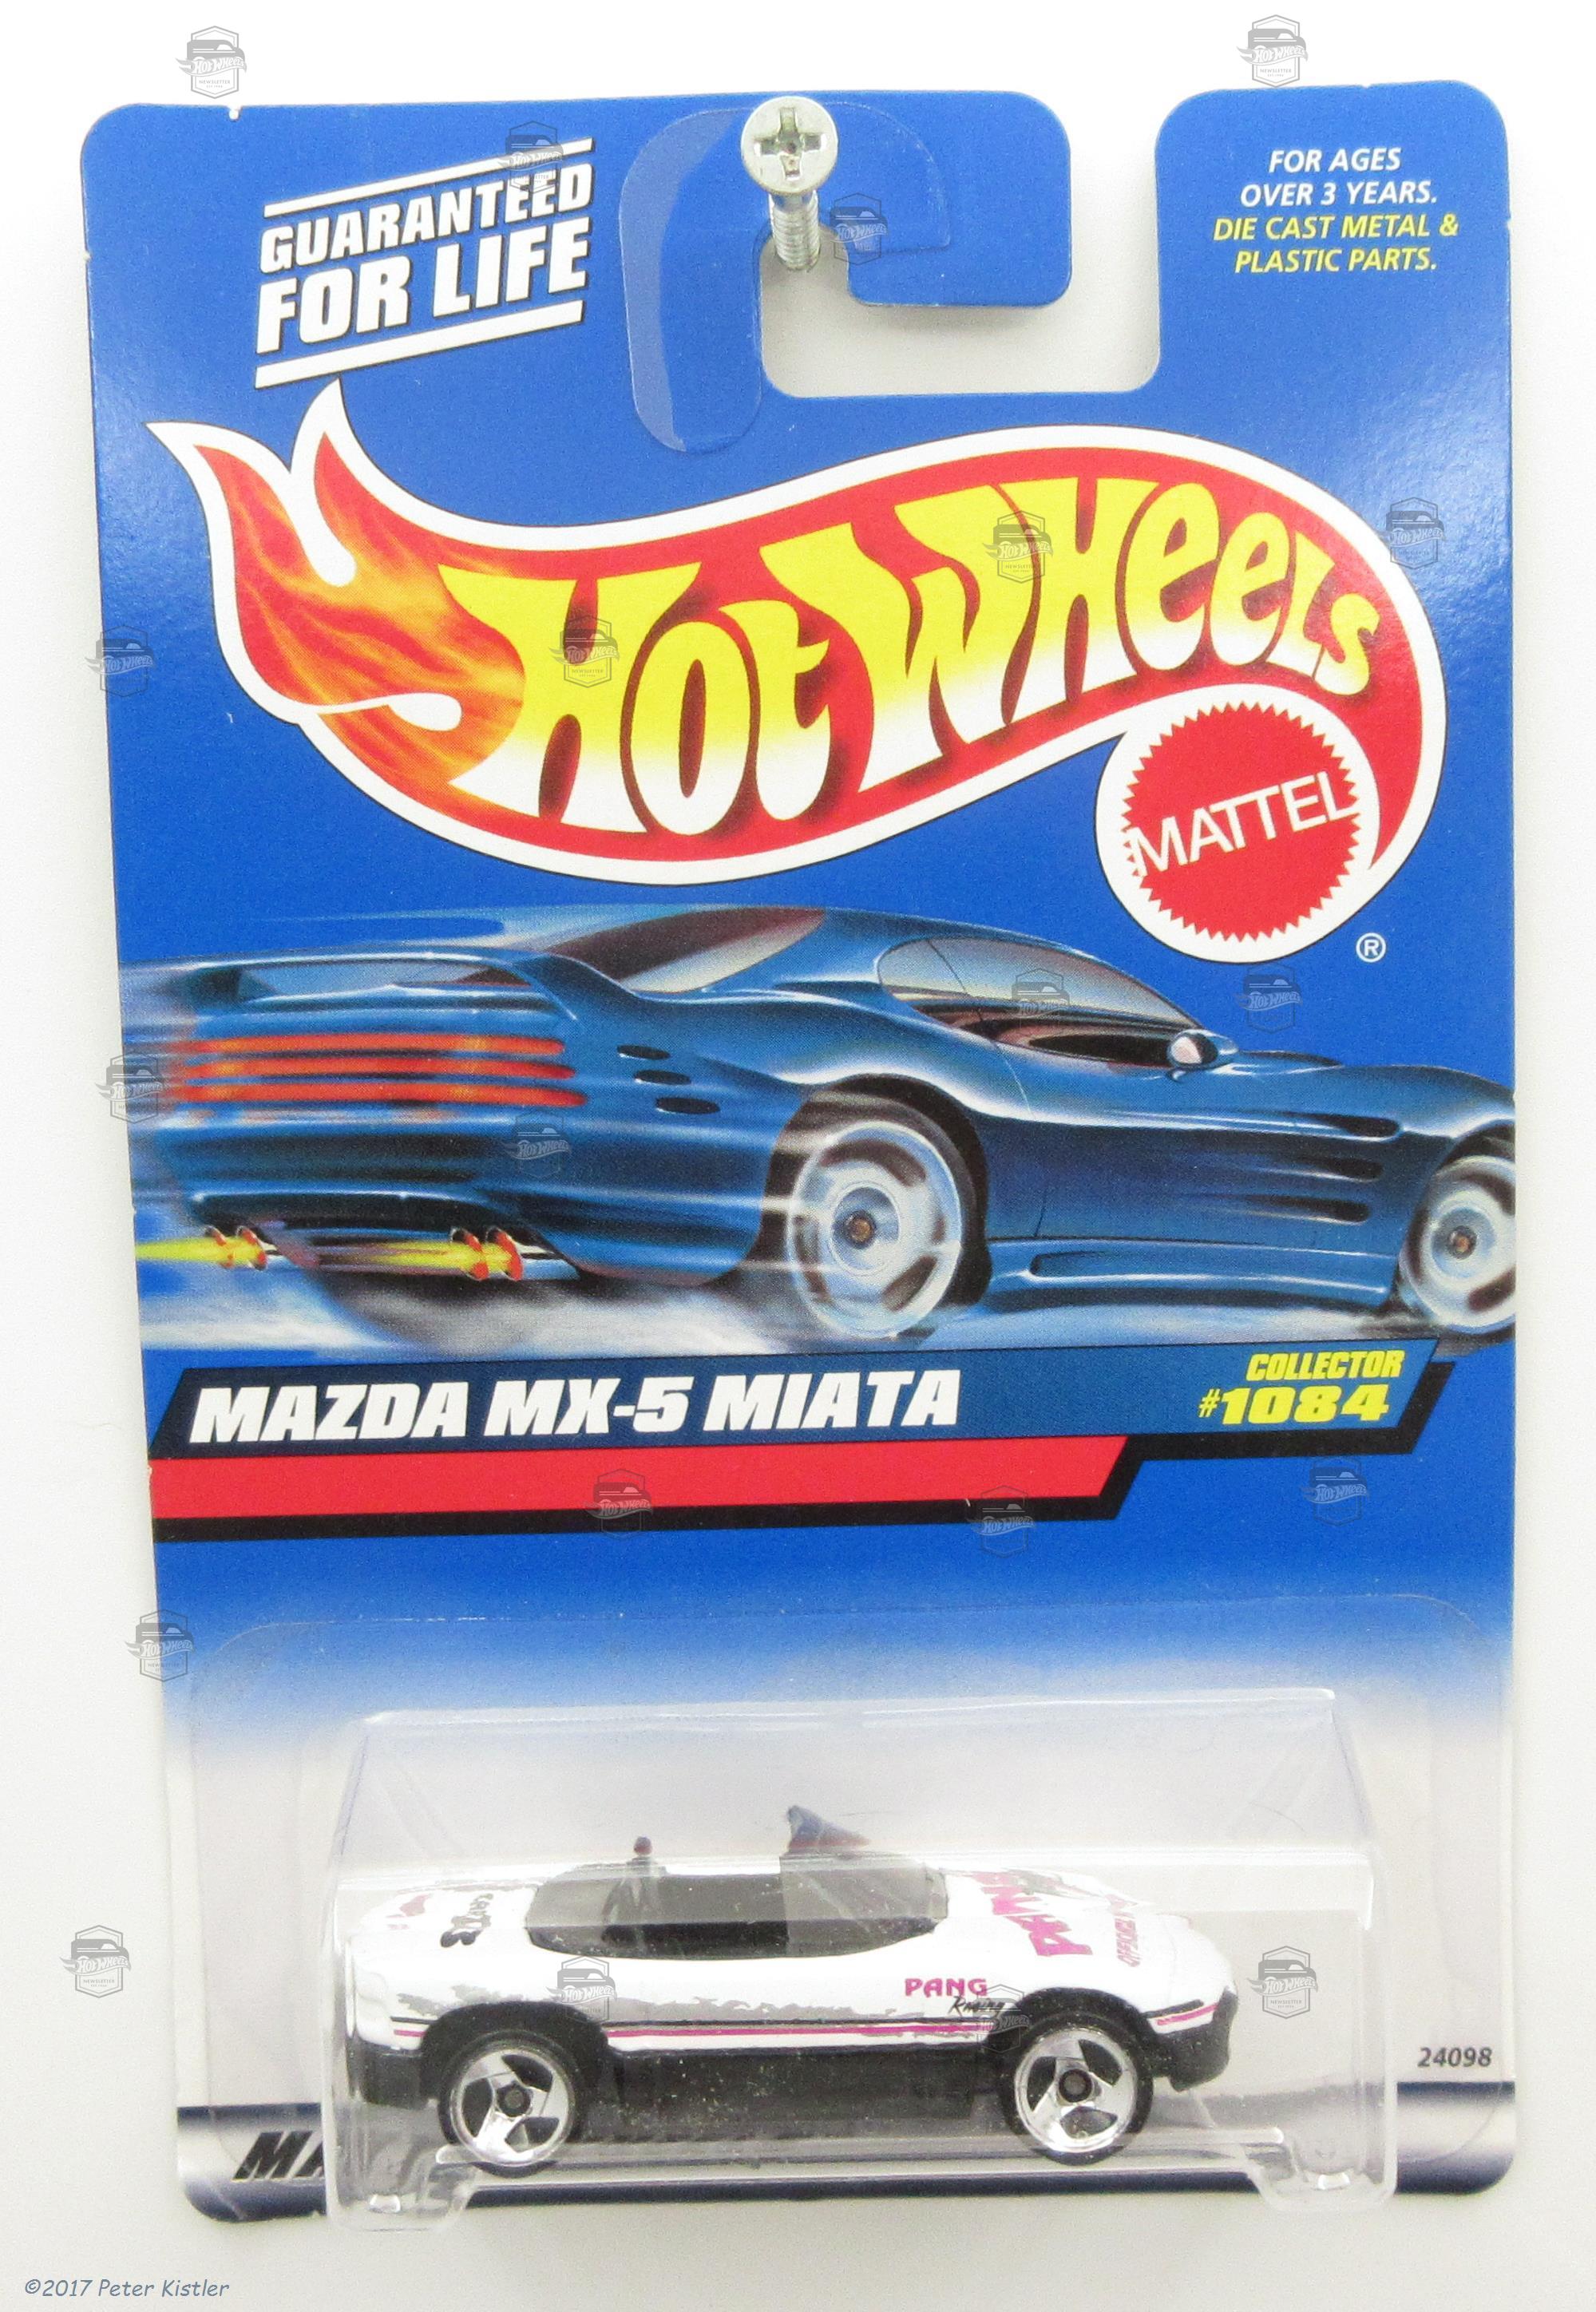 GUARANTEED
FOR LIFE
FOR AGES
OVER 3 YEARS.
DIE CAST METAL &
PLASTIC PARTS.
Hot Wheels
MATTEL
®
MAZDA MX-5 MIATA
COLLECTOR
#1084
PANG
Racing
24098
©2017 Peter Kistler